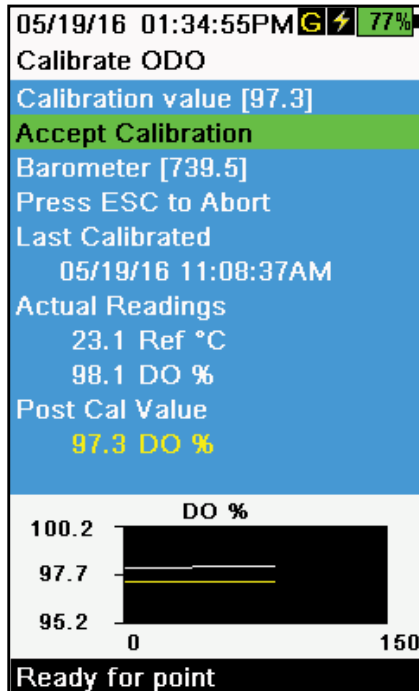 05/19/16 01:34:55PM G 77%
Calibrate ODO
Calibration value [97.3]
Accept Calibration
Barometer [739.5]
Press ESC to Abort
Last Calibrated
05/19/16 11:08:37AM
Actual Readings
23.1 Ref °C
98.1 DO %
Post Cal Value
97.3 DO %
DO %
100.2
97.7
95.2
0 150
Ready for point